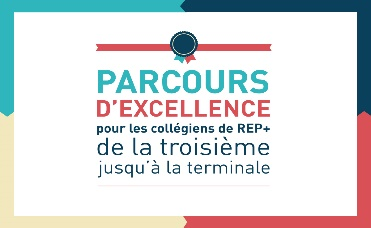 PARCOURS
D'EXCELLENCE
pour les collégiens de REP+
de la troisième
jusqu'à la terminale